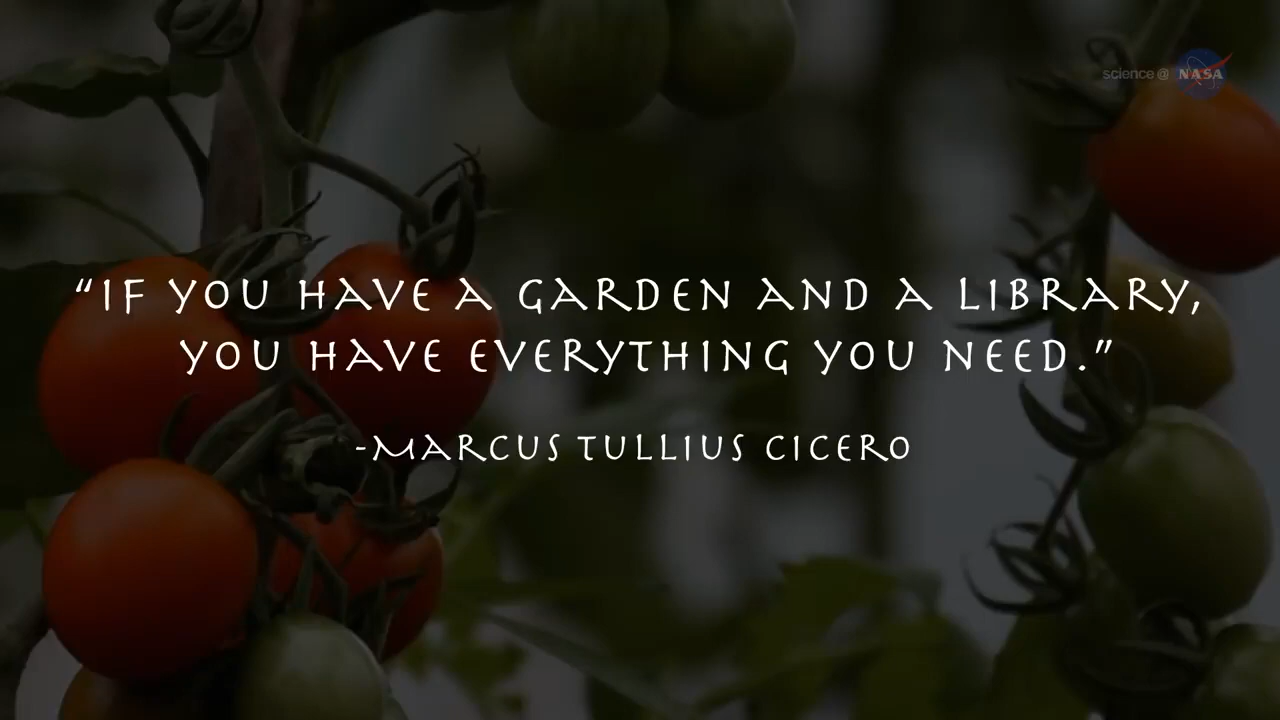 science@ NASA
“IF YOU HAVE A GARDEN AND A LIBRARY,
YOU HAVE EVERYTHING YOU NEED.”
-MARCUS TULLIUS CICERO